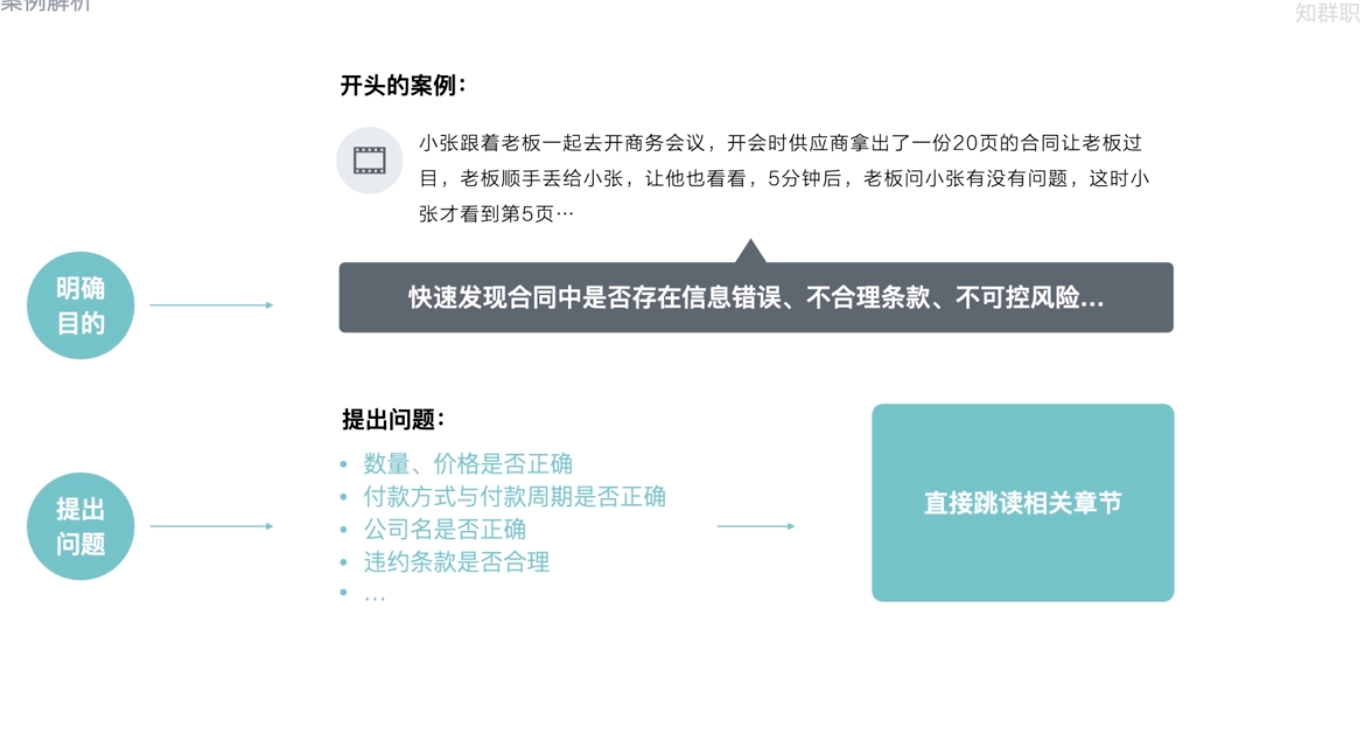 案例解析
知群职
开头的案例：
小张跟着老板一起去开商务会议，开会时供应商拿出了一份20页的合同让老板过
目，老板顺手丢给小张，让他也看看，5分钟后，老板问小张有没有问题，这时小
张才看到第5页…
明确
目的
快速发现合同中是否存在信息错误、不合理条款、不可控风险...
提出问题：
• 数量、价格是否正确
• 付款方式与付款周期是否正确
• 公司名是否正确
• 违约条款是否合理
• ...
提出
问题
直接跳读相关章节